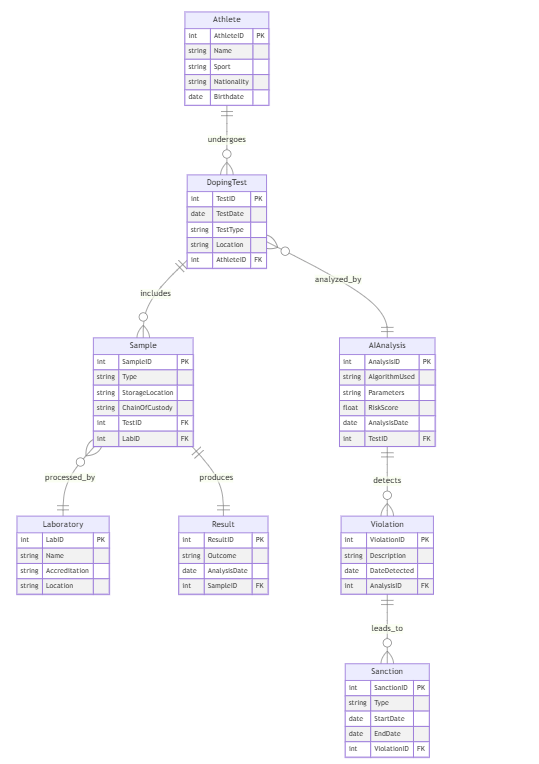 Athlete
int AthleteID PK
string Name
string Sport
string Nationality
date Birthdate
undergoes
DopingTest
int TestID PK
date TestDate
string TestType
string Location
int AthleteID FK
includes
analyzed_by
Sample
int SampleID PK
string Type
string StorageLocation
string ChainOfCustody
int TestID FK
int LabID FK
AIAnalysis
int AnalysisID PK
string AlgorithmUsed
string Parameters
float RiskScore
date AnalysisDate
int TestID FK
processed_by
produces
detects
Laboratory
int LabID PK
string Name
string Accreditation
string Location
Result
int ResultID PK
string Outcome
date AnalysisDate
int SampleID FK
Violation
int ViolationID PK
string Description
date DateDetected
int AnalysisID FK
leads_to
Sanction
int SanctionID PK
string Type
date StartDate
date EndDate
int ViolationID FK